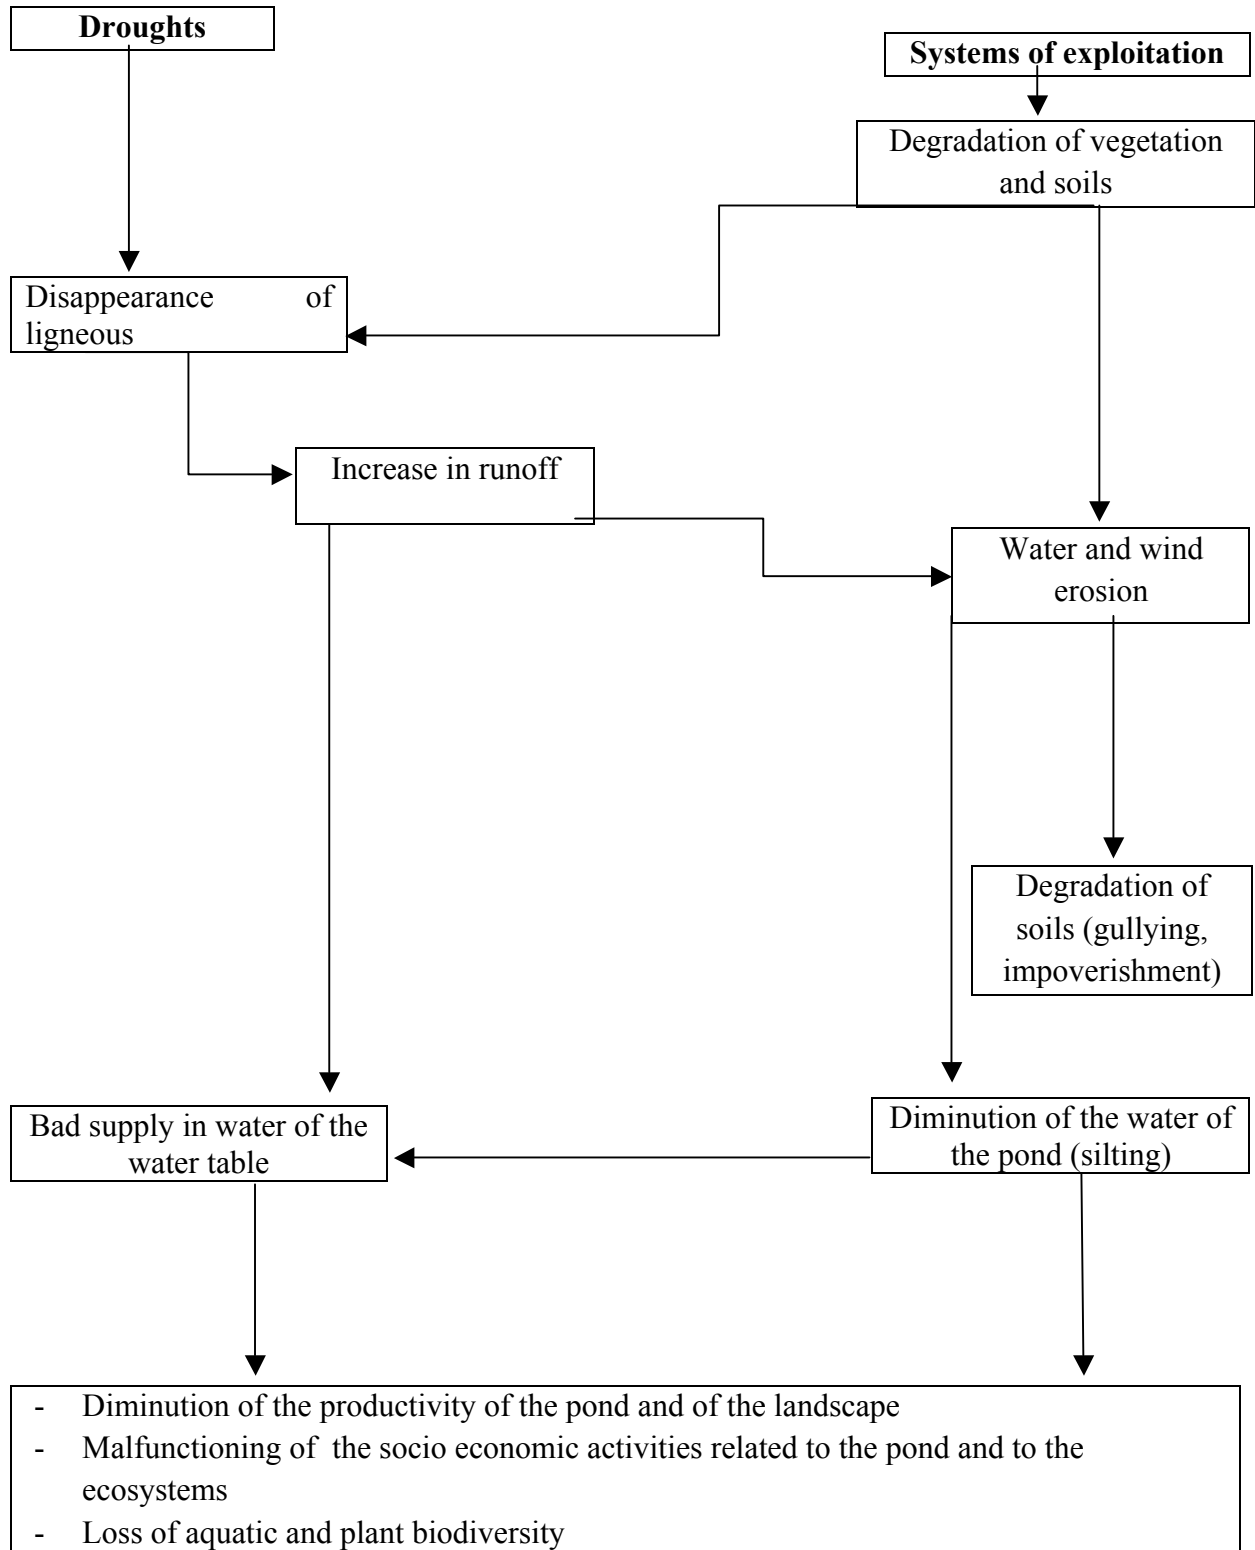 Droughts
Systems of exploitation
Degradation of vegetation
and soils
Disappearance of
ligneous
Increase in runoff
Water and wind
erosion
Degradation of
soils (gullying,
impoverishment)
Bad supply in water of the
water table
Diminution of the water of
the pond (silting)
- Diminution of the productivity of the pond and of the landscape
- Malfunctioning of the socio economic activities related to the pond and to the
ecosystems
- Loss of aquatic and plant biodiversity